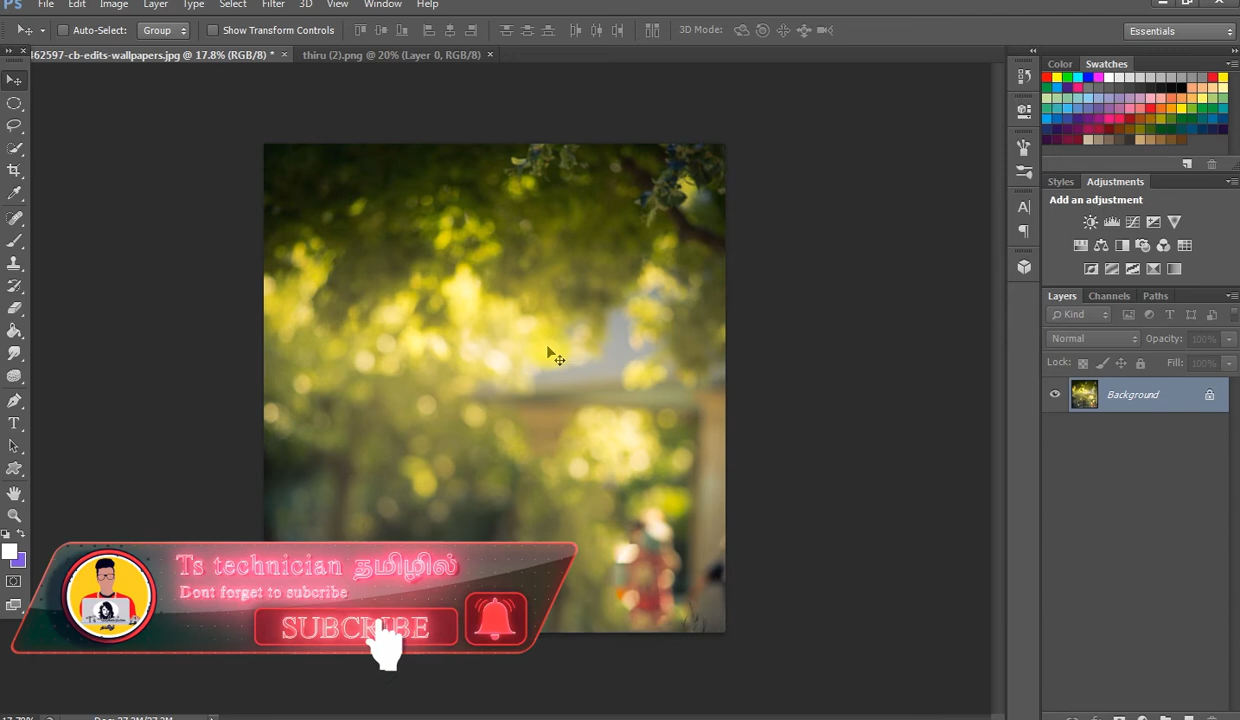 Ps File Edit Image Layer Type Select Filter 3D View Window Help
Auto-Select: Group Show Transform Controls 3D Mode: Essentials
462597-cb-edits-wallpapers.jpg @ 17.8% (RGB/8) * × thiru (2).png @ 20% (Layer 0, RGB/8) ×
Color Swatches
Styles Adjustments
Add an adjustment
Layers Channels Paths
Kind
Normal Opacity: 100%
Lock: Fill: 100%
Background
Ts technician தமிழில்
Dont forget to subcribe
SUBCRIBE